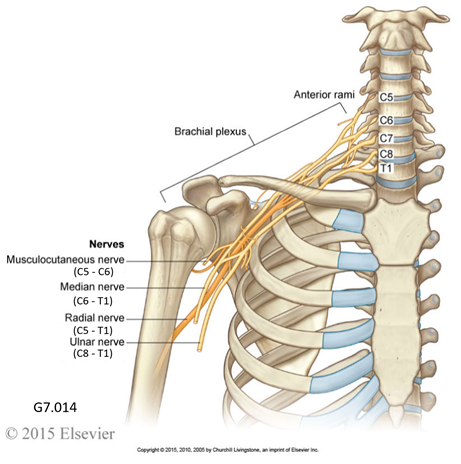 Anterior rami
C5
C6
Brachial plexus
C7
C8
T1
Nerves
Musculocutaneous nerve
(C5 - C6)
Median nerve
(C6 - T1)
Radial nerve
(C5 - T1)
Ulnar nerve
(C8 - T1)
G7.014
© 2015 Elsevier
Copyright © 2015, 2010, 2005 by Churchill Livingstone, an imprint of Elsevier Inc.